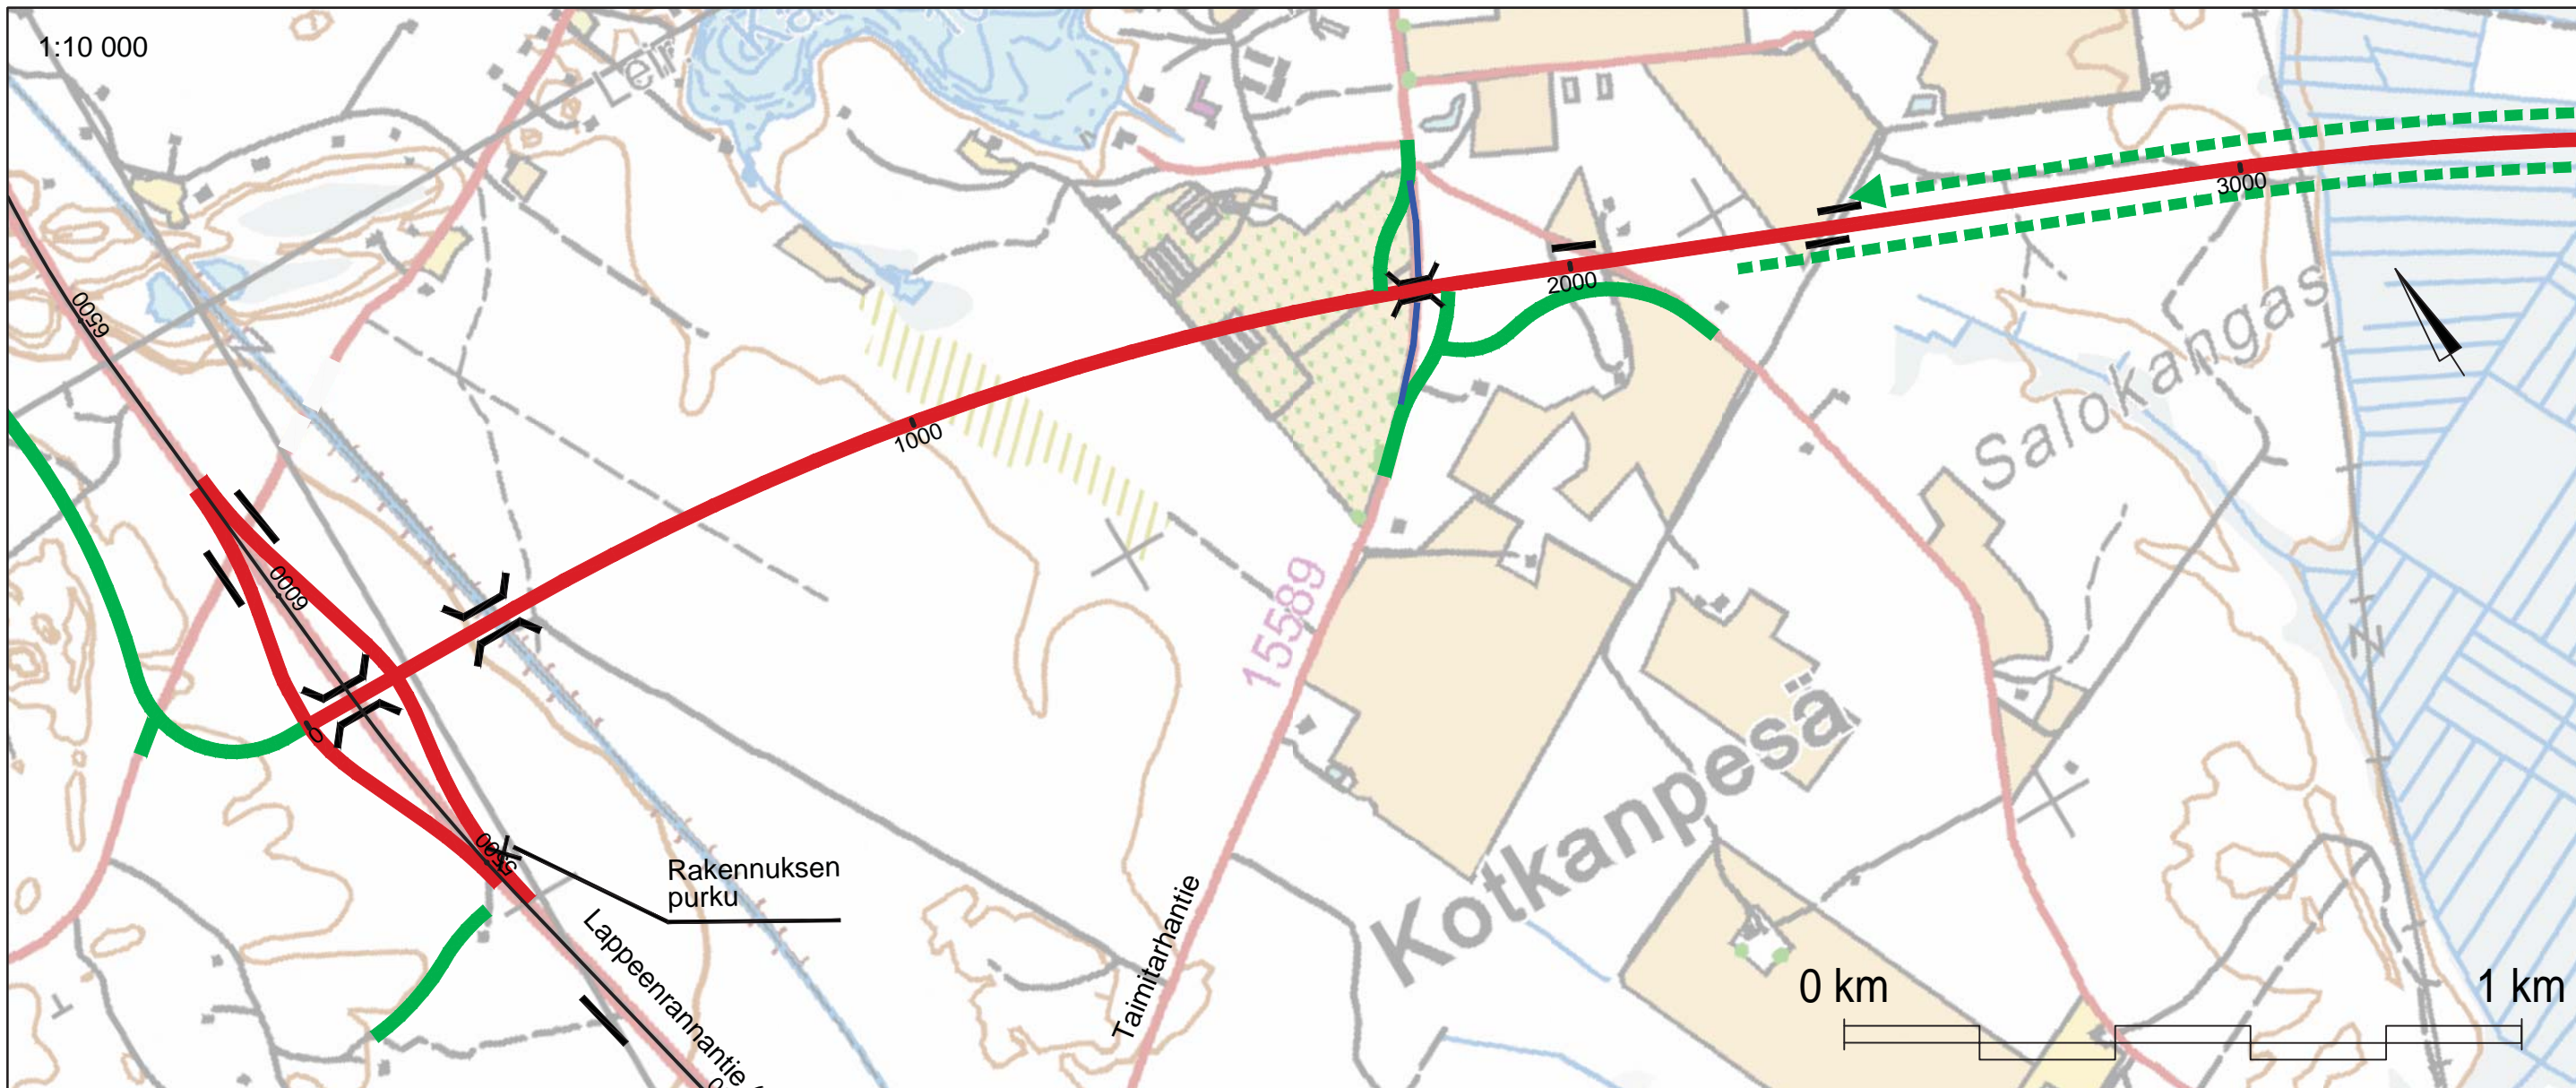 1:10 000
Leir
3000
2000
1000
6500
6000
5500
0
Salokangas
15589
Kotkanpesä
Rakennuksen
purku
Lappeenrannantie
Taimitarhantie
0 km
1 km